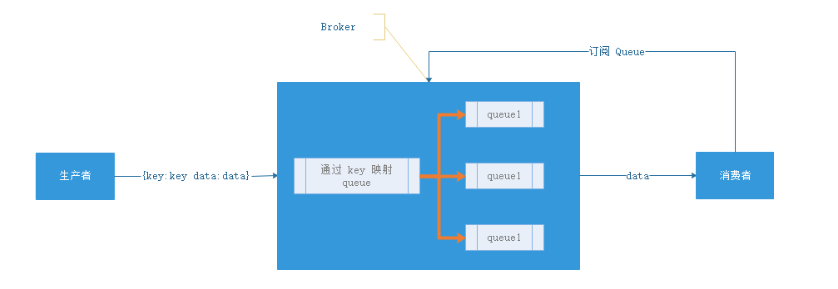 Broker
订阅 Queue
queue1
通过 key 映射
queue
生产者
{key:key data:data}
queue1
data
消费者
queue1